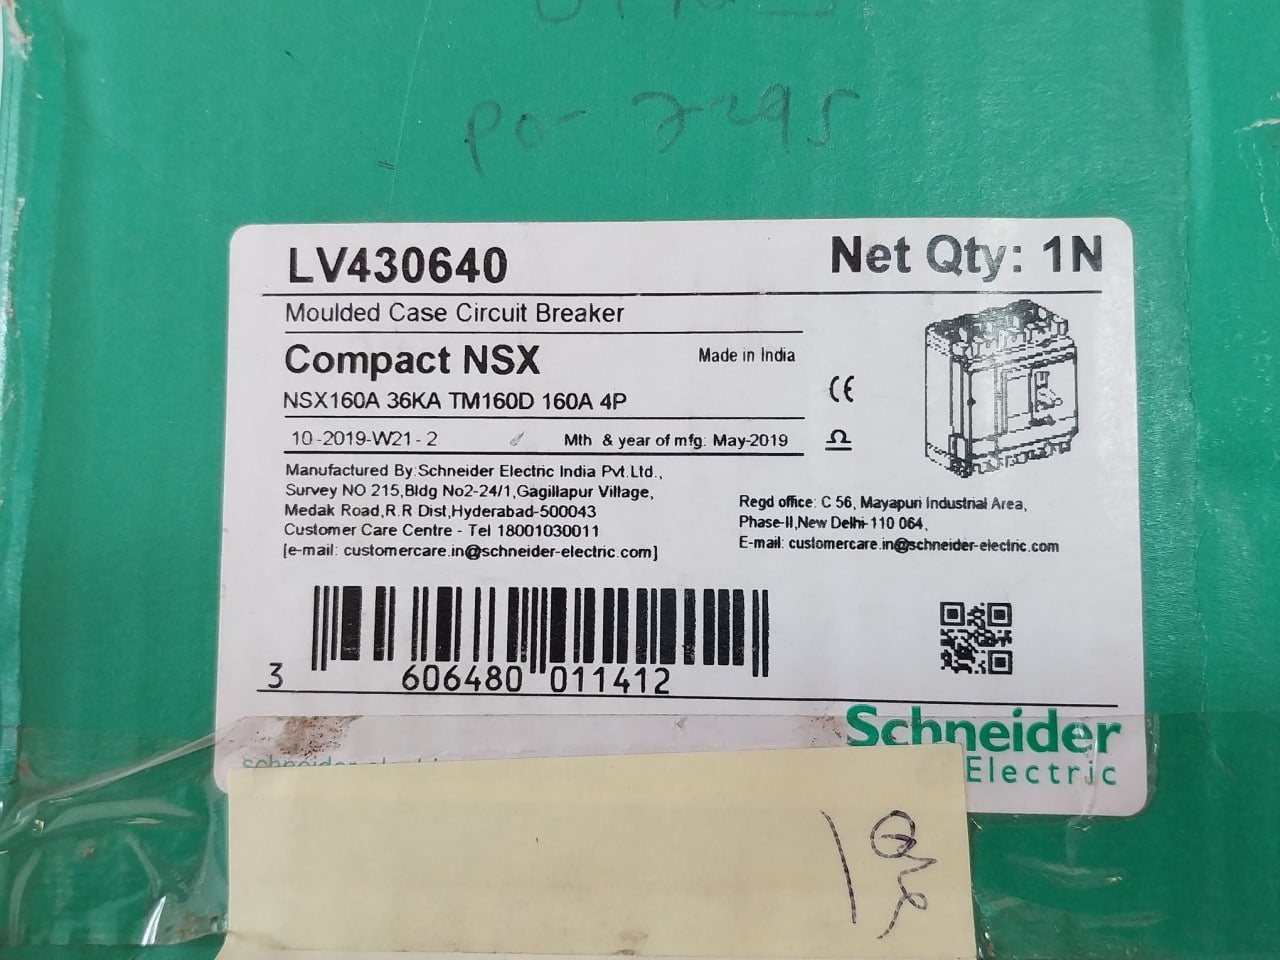 PO-
LV430640 Net Qty: 1N
Moulded Case Circuit Breaker
Compact NSX Made in India
NSX160A 36KA TM160D 160A 4P
CE
10-2019-W21-2 Mth & year of mfg: May-2019
Manufactured By:Schneider Electric India Pvt.Ltd.,
Survey NO 215,Bldg No2-24/1,Gagillapur Village,
Medak Road,R.R Dist,Hyderabad-500043
Customer Care Centre - Tel 18001030011
[e-mail: customercare.in@schneider-electric.com]
Regd office: C 56, Mayapuri Industrial Area,
Phase-II,New Delhi-110 064,
E-mail: customercare.in@schneider-electric.com
3 606480 011412
Schneider
Electric